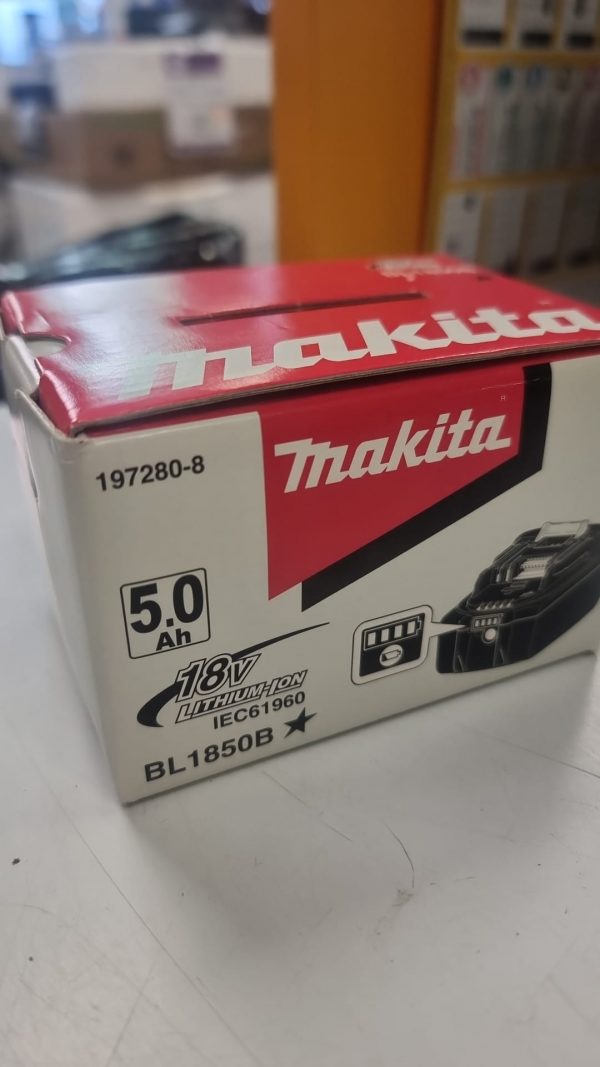 makita
197280-8
makita
®
5.0
Ah
18V
LITHIUM-ION
IEC61960
BL1850B ★